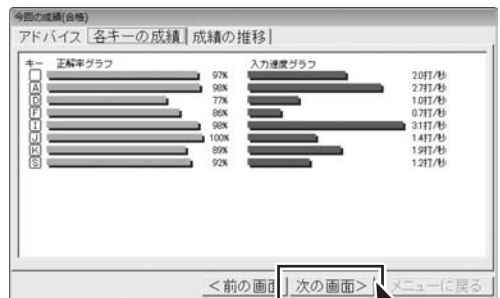 今回の成績(合格)
アドバイス 各キーの成績 成績の推移
キー 正解率グラフ 入力速度グラフ
97% 2.0打/秒
A 98% 2.7打/秒
D 77% 1.0打/秒
F 86% 0.7打/秒
I 98% 3.1打/秒
J 100% 1.4打/秒
K 89% 1.9打/秒
S 92% 1.2打/秒
<前の画面 次の画面> メニューに戻る